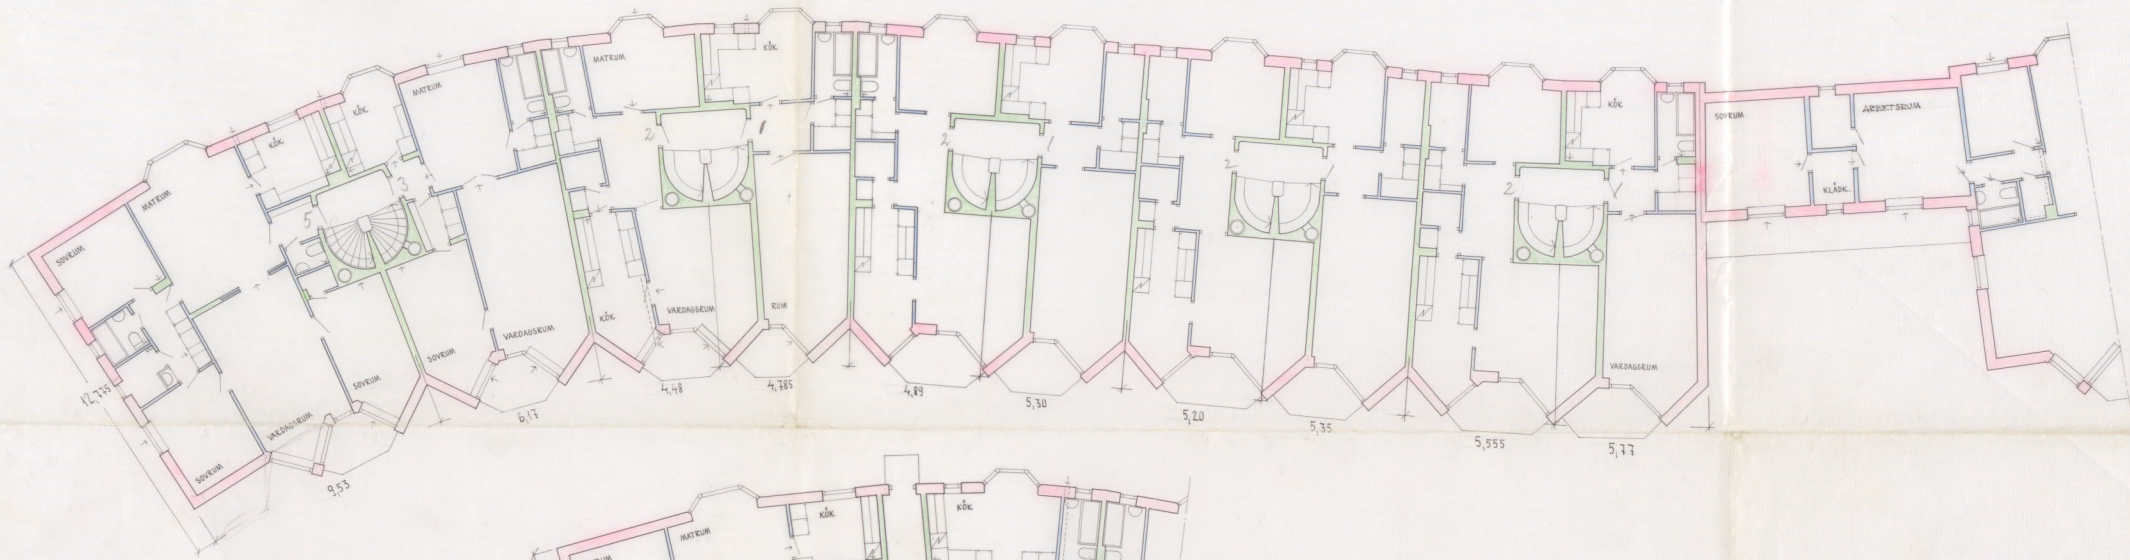 KÖK
MATRUM
KÖK
KÖK
MATRUM
SOVRUM
ARBETSRUM
KÖK
MATRUM
KÖK
SOVRUM
KLÄDK.
2
1
2
1
2
1
2
1
3
5
SOVRUM
VARDAGSRUM
RUM
KÖK
VARDAGSRUM
SOVRUM
VARDAGSRUM
SOVRUM
VARDAGSRUM
SOVRUM
12,775
9,53
6,17
4,48
4,785
4,89
5,30
5,20
5,35
5,555
5,77
MATRUM
KÖK
KÖK